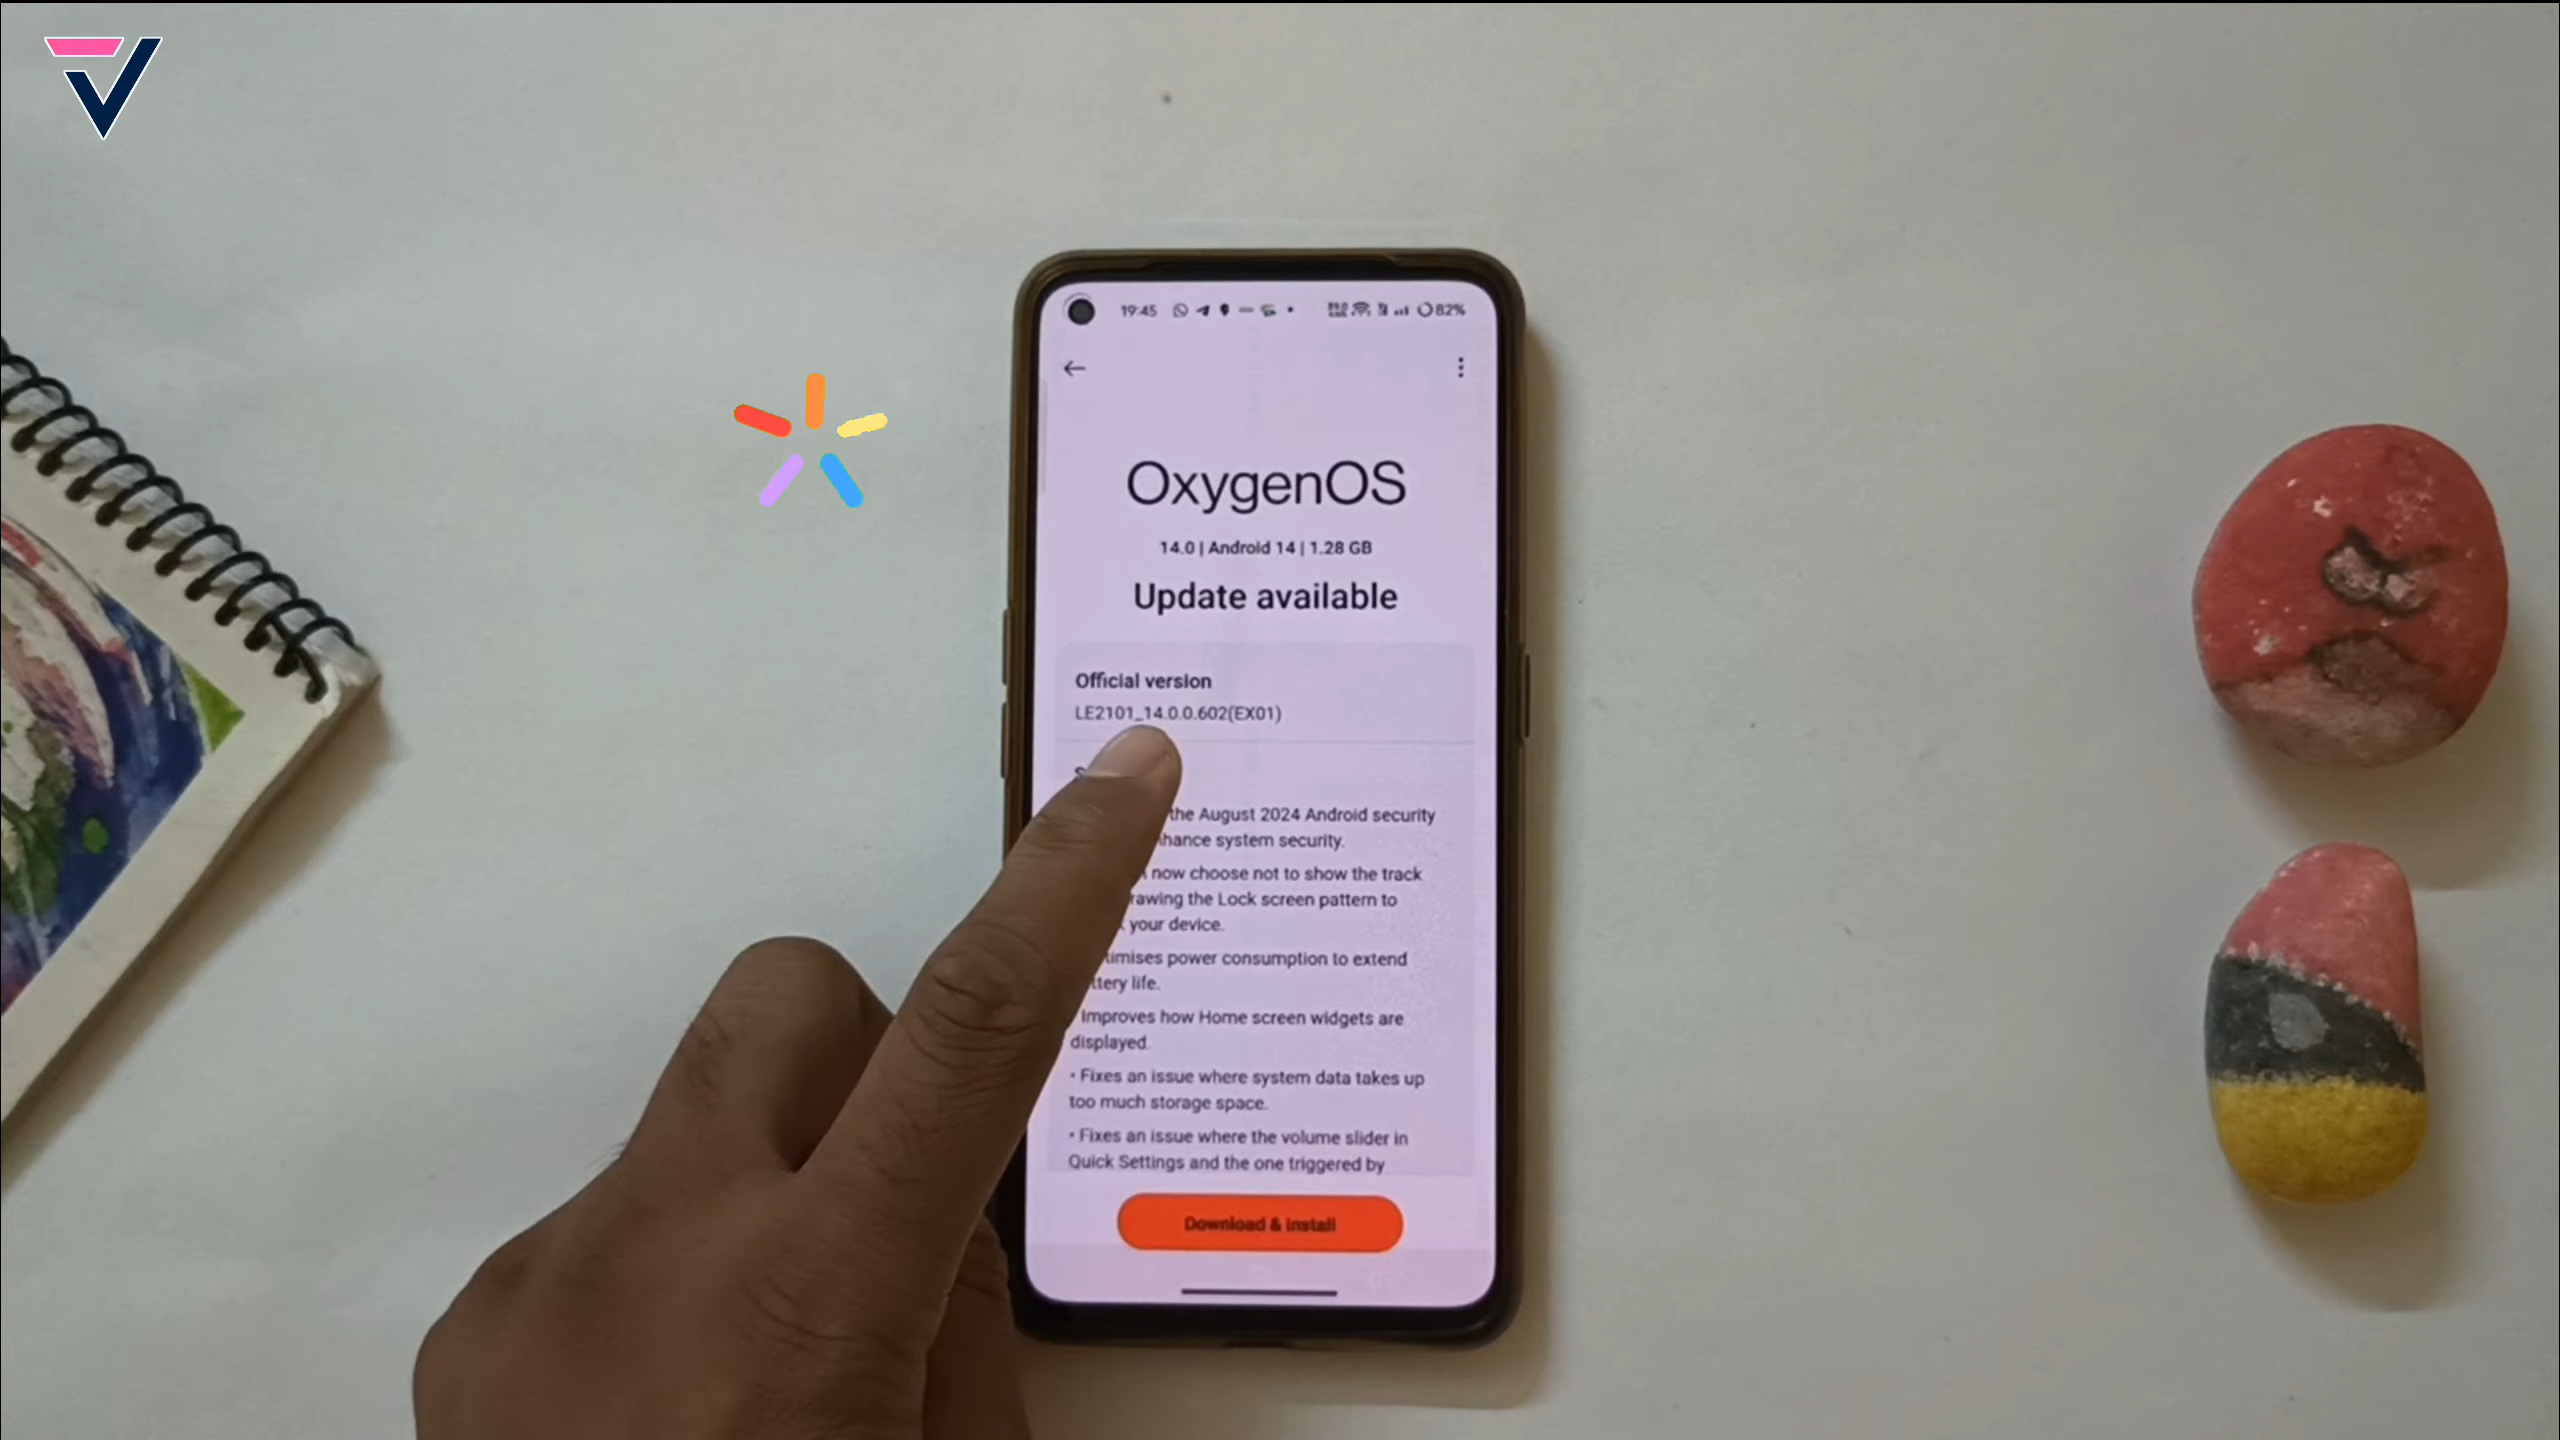 19:45
82%
OxygenOS
14.0 | Android 14 | 1.28 GB
Update available
Official version
LE2101_14.0.0.602(EX01)
the August 2024 Android security
system security.
now choose not to show the track
the Lock screen pattern to
your device.
power consumption to extend
life.
Improves how Home screen widgets are
displayed.
• Fixes an issue where system data takes up
too much storage space.
• Fixes an issue where the volume slider in
Quick Settings and the one triggered by
Download & install